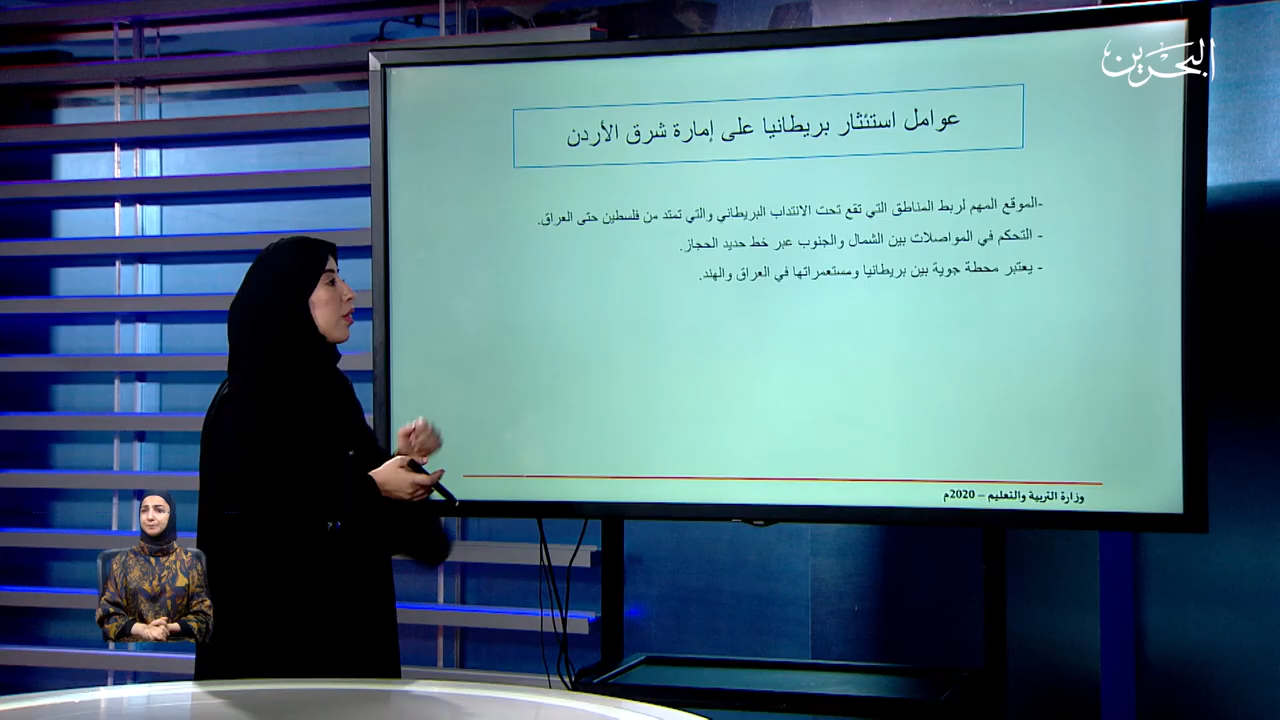 البحرين
عوامل استئثار بريطانيا على إمارة شرق الأردن
-الموقع المهم لربط المناطق التي تقع تحت الانتداب البريطاني والتي تمتد من فلسطين حتى العراق.
- التحكم في المواصلات بين الشمال والجنوب عبر خط حديد الحجاز.
- يعتبر محطة جوية بين بريطانيا ومستعمراتها في العراق والهند.
وزارة التربية والتعليم – 2020م